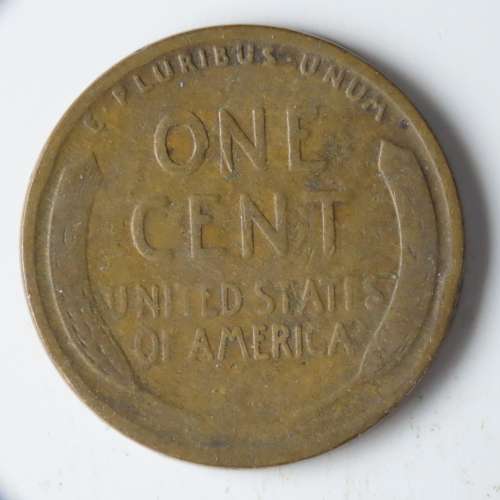 E PLURIBUS · UNUM
ONE
CENT
UNITED STATES
OF AMERICA